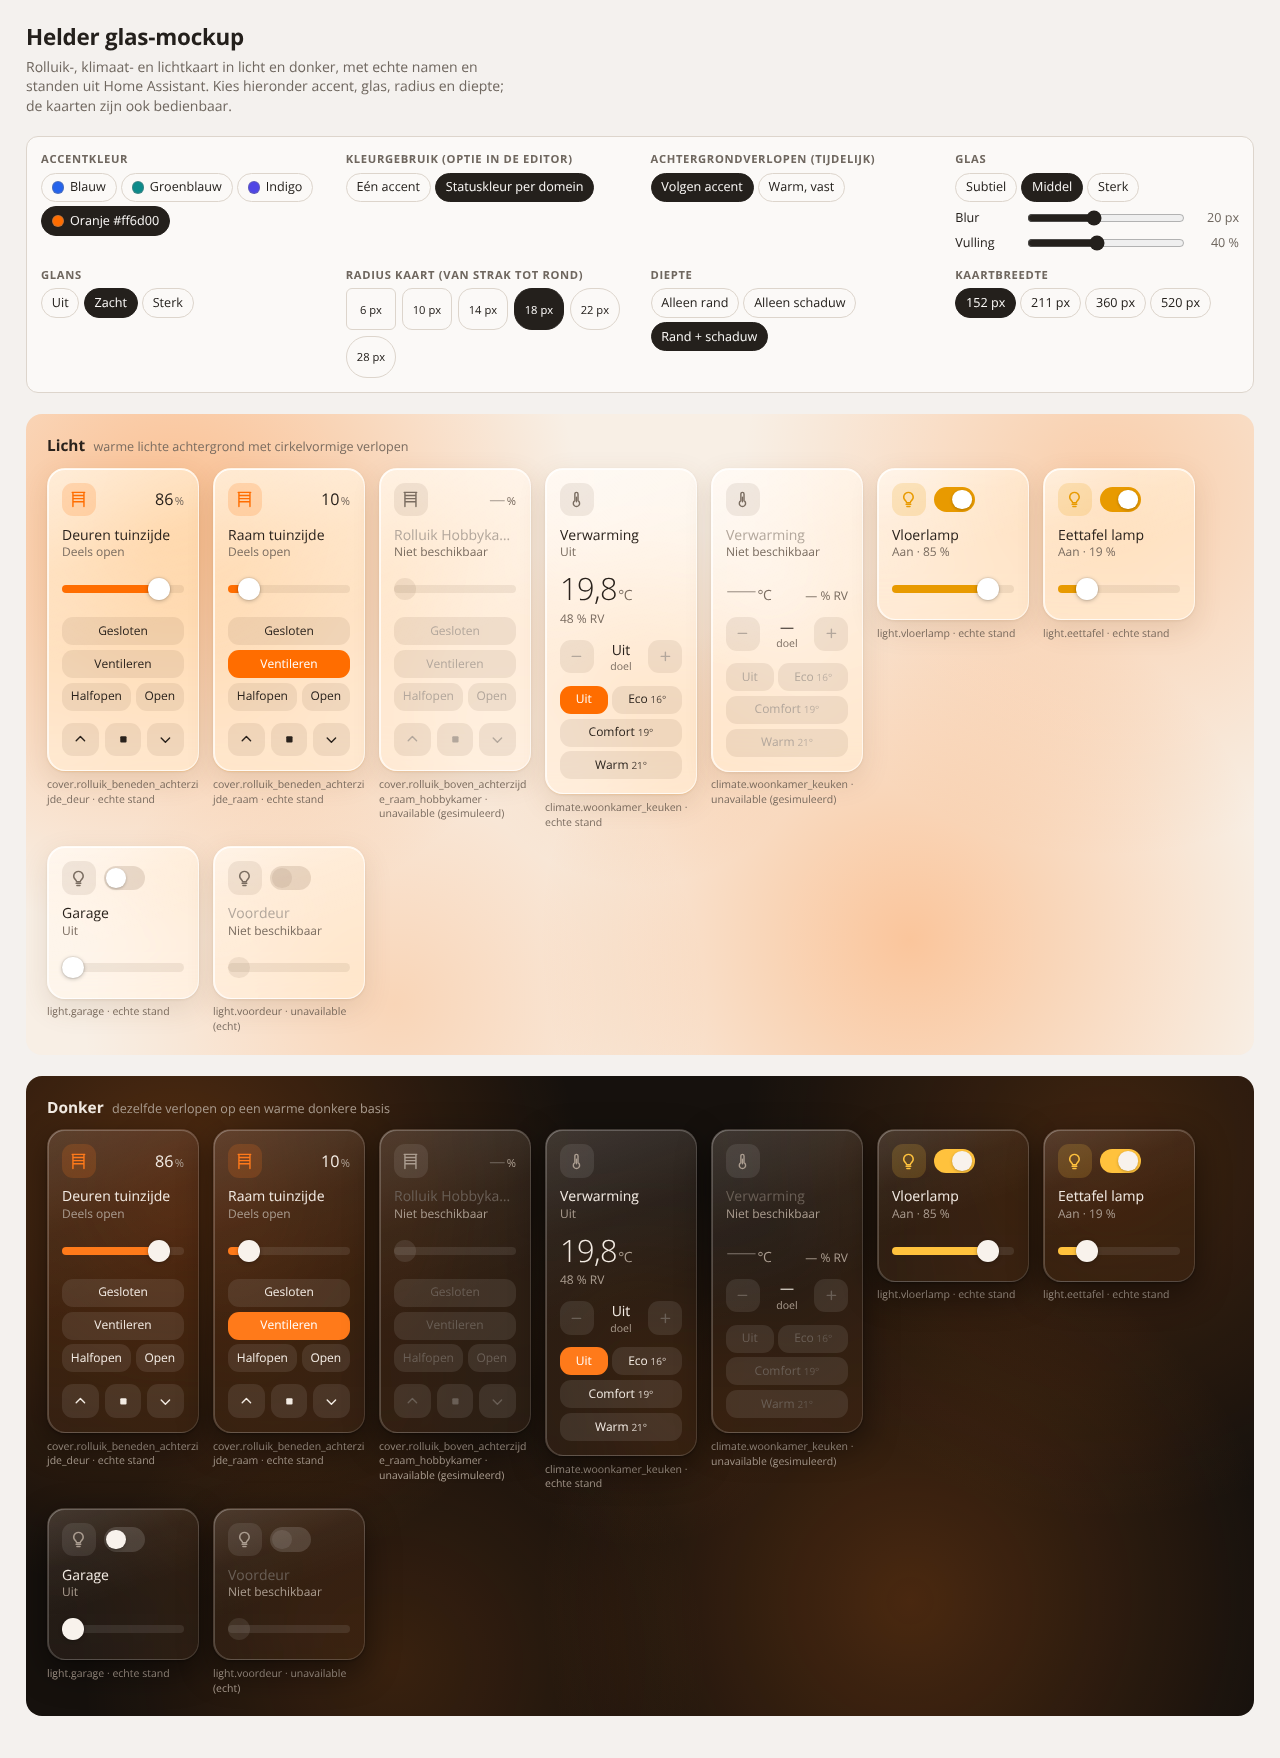 Helder glas-mockup
Rolluik-, klimaat- en lichtkaart in licht en donker, met echte namen en
standen uit Home Assistant. Kies hieronder accent, glas, radius en diepte;
de kaarten zijn ook bedienbaar.
ACCENTKLEUR
Blauw
Groenblauw
Indigo
Oranje #ff6d00
KLEURGEBRUIK (OPTIE IN DE EDITOR)
Eén accent
Statuskleur per domein
ACHTERGRONDVERLOPEN (TIJDELIJK)
Volgen accent
Warm, vast
GLAS
Subtiel
Middel
Sterk
Blur
20 px
Vulling
40 %
GLANS
Uit
Zacht
Sterk
RADIUS KAART (VAN STRAK TOT ROND)
6 px
10 px
14 px
18 px
22 px
28 px
DIEPTE
Alleen rand
Alleen schaduw
Rand + schaduw
KAARTBREEDTE
152 px
211 px
360 px
520 px
Licht warme lichte achtergrond met cirkelvormige verlopen
86%
Deuren tuinzijde
Deels open
Gesloten
Ventileren
Halfopen
Open
cover.rolluik_beneden_achterzi
jde_deur · echte stand
10%
Raam tuinzijde
Deels open
Gesloten
Ventileren
Halfopen
Open
cover.rolluik_beneden_achterzi
jde_raam · echte stand
—%
Rolluik Hobbyka...
Niet beschikbaar
Gesloten
Ventileren
Halfopen
Open
cover.rolluik_boven_achterzijd
e_raam_hobbykamer ·
unavailable (gesimuleerd)
Verwarming
Uit
19,8°C
48 % RV
−
Uit
doel
+
Uit
Eco 16°
Comfort 19°
Warm 21°
climate.woonkamer_keuken ·
echte stand
Verwarming
Niet beschikbaar
—°C
— % RV
−
—
doel
+
Uit
Eco 16°
Comfort 19°
Warm 21°
climate.woonkamer_keuken ·
unavailable (gesimuleerd)
Vloerlamp
Aan · 85 %
light.vloerlamp · echte stand
Eettafel lamp
Aan · 19 %
light.eettafel · echte stand
Garage
Uit
light.garage · echte stand
Voordeur
Niet beschikbaar
light.voordeur · unavailable
(echt)
Donker dezelfde verlopen op een warme donkere basis
86%
Deuren tuinzijde
Deels open
Gesloten
Ventileren
Halfopen
Open
cover.rolluik_beneden_achterzi
jde_deur · echte stand
10%
Raam tuinzijde
Deels open
Gesloten
Ventileren
Halfopen
Open
cover.rolluik_beneden_achterzi
jde_raam · echte stand
—%
Rolluik Hobbyka...
Niet beschikbaar
Gesloten
Ventileren
Halfopen
Open
cover.rolluik_boven_achterzijd
e_raam_hobbykamer ·
unavailable (gesimuleerd)
Verwarming
Uit
19,8°C
48 % RV
−
Uit
doel
+
Uit
Eco 16°
Comfort 19°
Warm 21°
climate.woonkamer_keuken ·
echte stand
Verwarming
Niet beschikbaar
—°C
— % RV
−
—
doel
+
Uit
Eco 16°
Comfort 19°
Warm 21°
climate.woonkamer_keuken ·
unavailable (gesimuleerd)
Vloerlamp
Aan · 85 %
light.vloerlamp · echte stand
Eettafel lamp
Aan · 19 %
light.eettafel · echte stand
Garage
Uit
light.garage · echte stand
Voordeur
Niet beschikbaar
light.voordeur · unavailable
(echt)